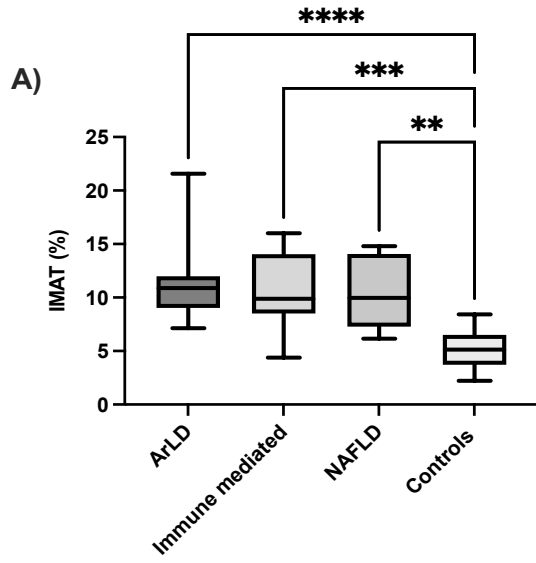 ****
A)
***
**
25
20
15
10
5
0
IMAT (%)
ArLD
Immune mediated
NAFLD
Controls